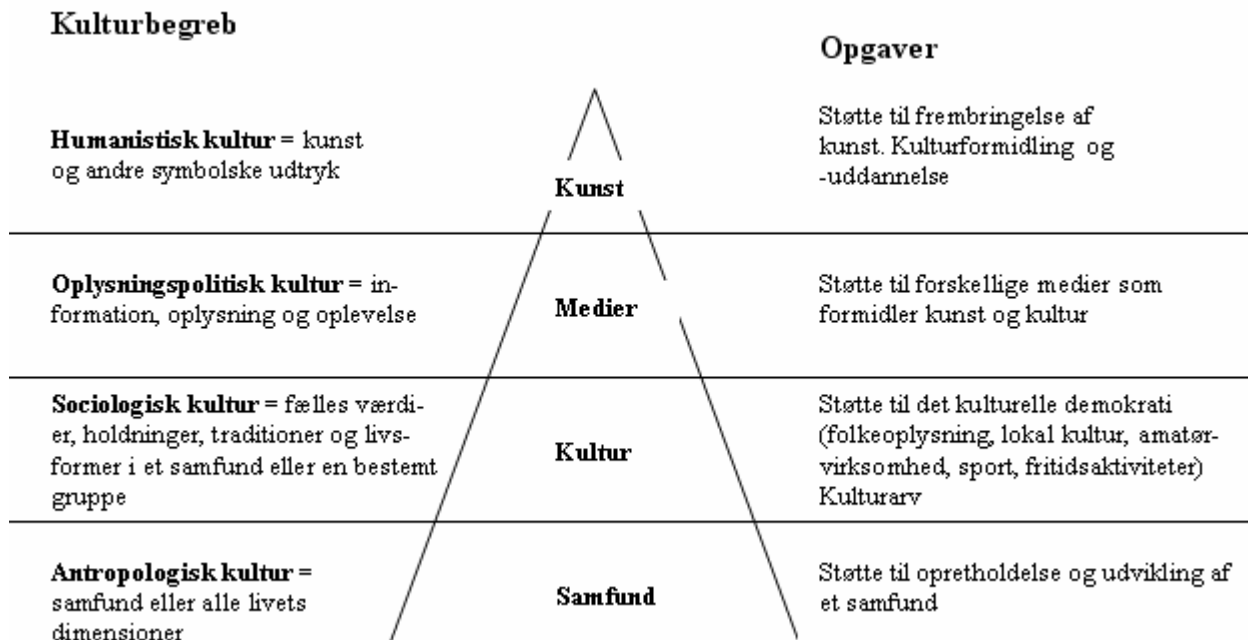 Kulturbegreb
Opgaver
Humanistisk kultur = kunst
og andre symbolske udtryk
Kunst
Støtte til frembringelse af
kunst. Kulturformidling og
-uddannelse
Oplysningspolitisk kultur = in-
formation, oplysning og oplevelse
Medier
Støtte til forskellige medier som
formidler kunst og kultur
Sociologisk kultur = fælles værdi-
er, holdninger, traditioner og livs-
former i et samfund eller en bestemt
gruppe
Kultur
Støtte til det kulturelle demokrati
(folkeoplysning, lokal kultur, amatør-
virksomhed, sport, fritidsaktiviteter)
Kulturarv
Antropologisk kultur =
samfund eller alle livets
dimensioner
Samfund
Støtte til opretholdelse og udvikling af
et samfund